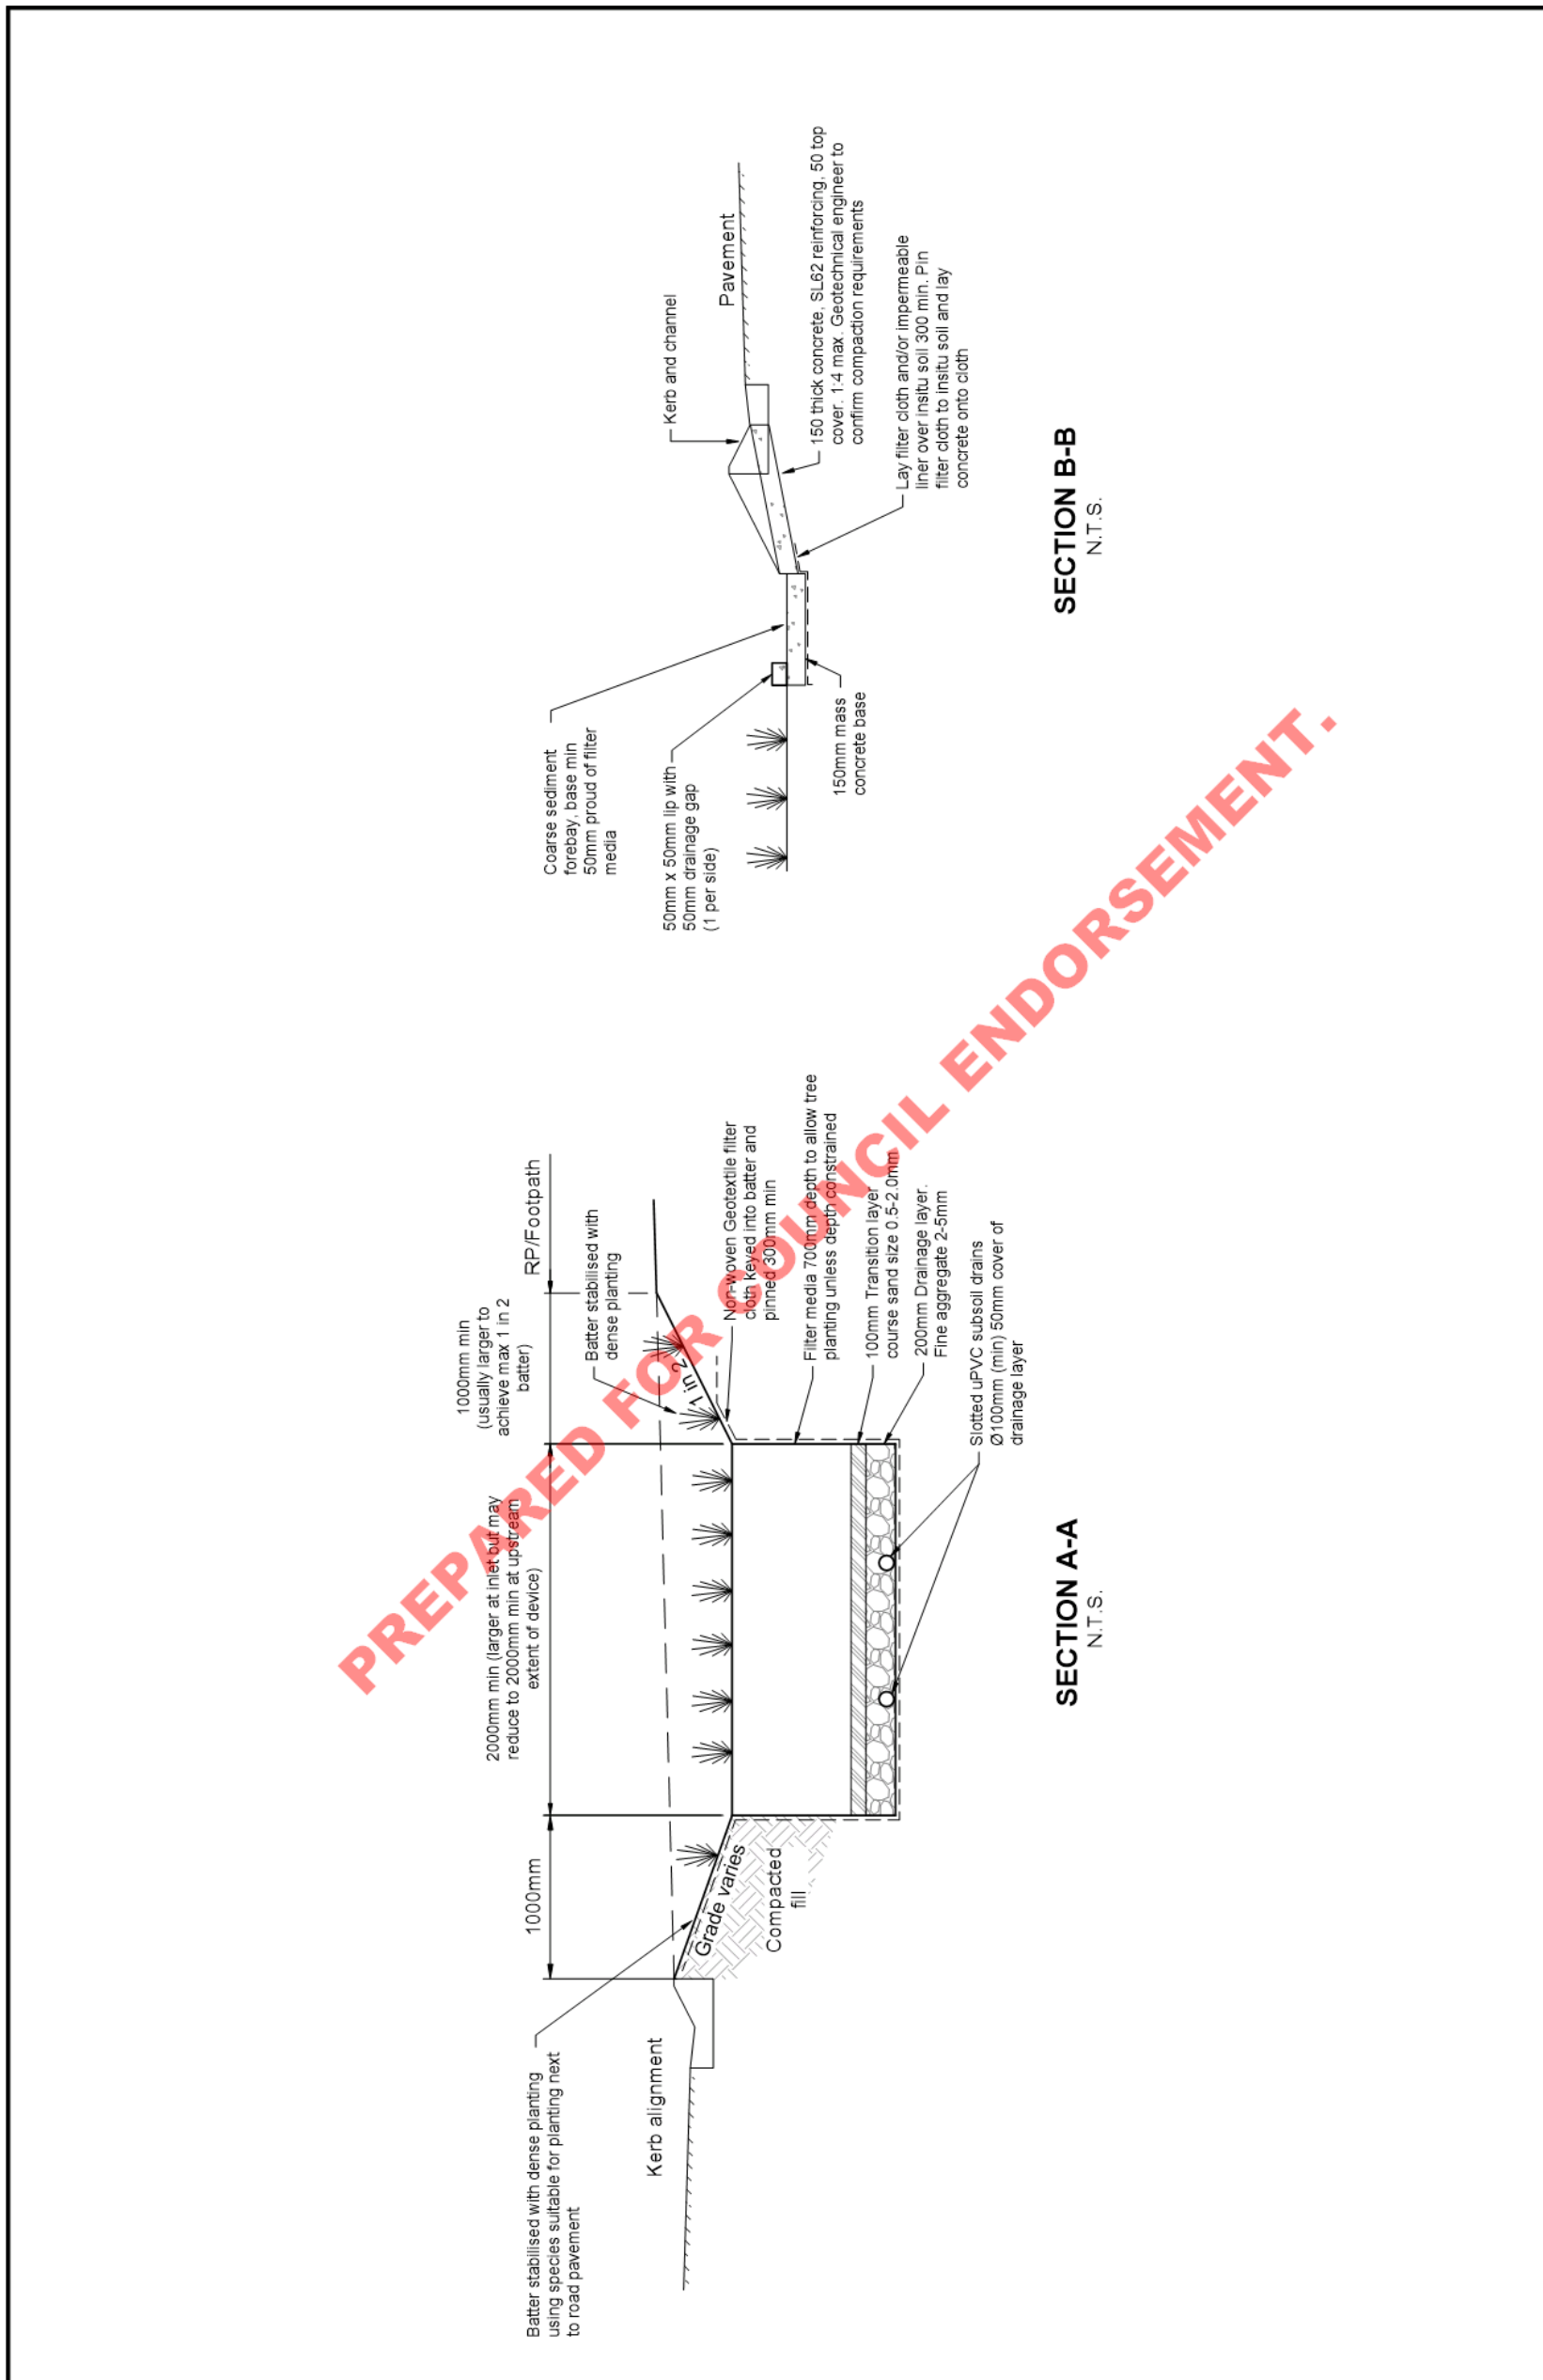 Batter stabilised with dense planting
using species suitable for planting next
to road pavement
1000mm
2000mm min (larger at inlet but may
reduce to 2000mm min at upstream
extent of device)
1000mm min
(usually larger to
achieve max 1 in 2
batter)
RP/Footpath
Batter stabilised with
dense planting
Kerb alignment
Grade varies
Compacted
fill
1 in 2
Non-woven Geotextile filter
cloth keyed into batter and
pinned 300mm min
Filter media 700mm depth to allow tree
planting unless depth constrained
100mm Transition layer
course sand size 0.5-2.0mm
200mm Drainage layer.
Fine aggregate 2-5mm
Slotted uPVC subsoil drains
Ø100mm (min) 50mm cover of
drainage layer
SECTION A-A
N.T.S.
Coarse sediment
forebay, base min
50mm proud of filter
media
50mm x 50mm lip with
50mm drainage gap
(1 per side)
150mm mass
concrete base
Kerb and channel
Pavement
150 thick concrete, SL62 reinforcing, 50 top
cover. 1:4 max. Geotechnical engineer to
confirm compaction requirements
Lay filter cloth and/or impermeable
liner over insitu soil 300 min. Pin
filter cloth to insitu soil and lay
concrete onto cloth
SECTION B-B
N.T.S.
PREPARED FOR COUNCIL ENDORSEMENT.